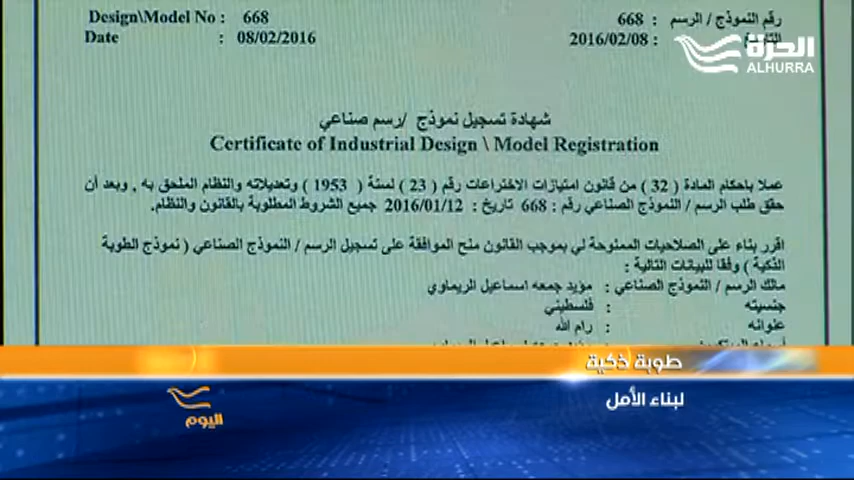 Design\Model No : 668
رقم النموذج / الرسم : 668
Date : 08/02/2016
2016/02/08 :
الحرة
ALHURRA
شهادة تسجيل نموذج /رسم صناعي
Certificate of Industrial Design \ Model Registration
عملا باحكام المادة ( 32 ) من قانون امتيازات الاختراعات رقم ( 23 ) لسنة ( 1953 ) وتعديلاته والنظام الملحق به , وبعد أن
حقق طلب الرسم / النموذج الصناعي رقم : 668 تاريخ : 2016/01/12 جميع الشروط المطلوبة بالقانون والنظام.
اقرر بناء على الصلاحيات الممنوحة لي بموجب القانون منح الموافقة على تسجيل الرسم / النموذج الصناعي ( نموذج الطوبة
الذكية ) وفقا للبيانات التالية :
مالك الرسم / النموذج الصناعي : مؤيد جمعه اسماعيل الريماوي
جنسيته : فلسطيني
عنوانه : رام الله
طوبة ذكية
لبناء الأمل
اليوم